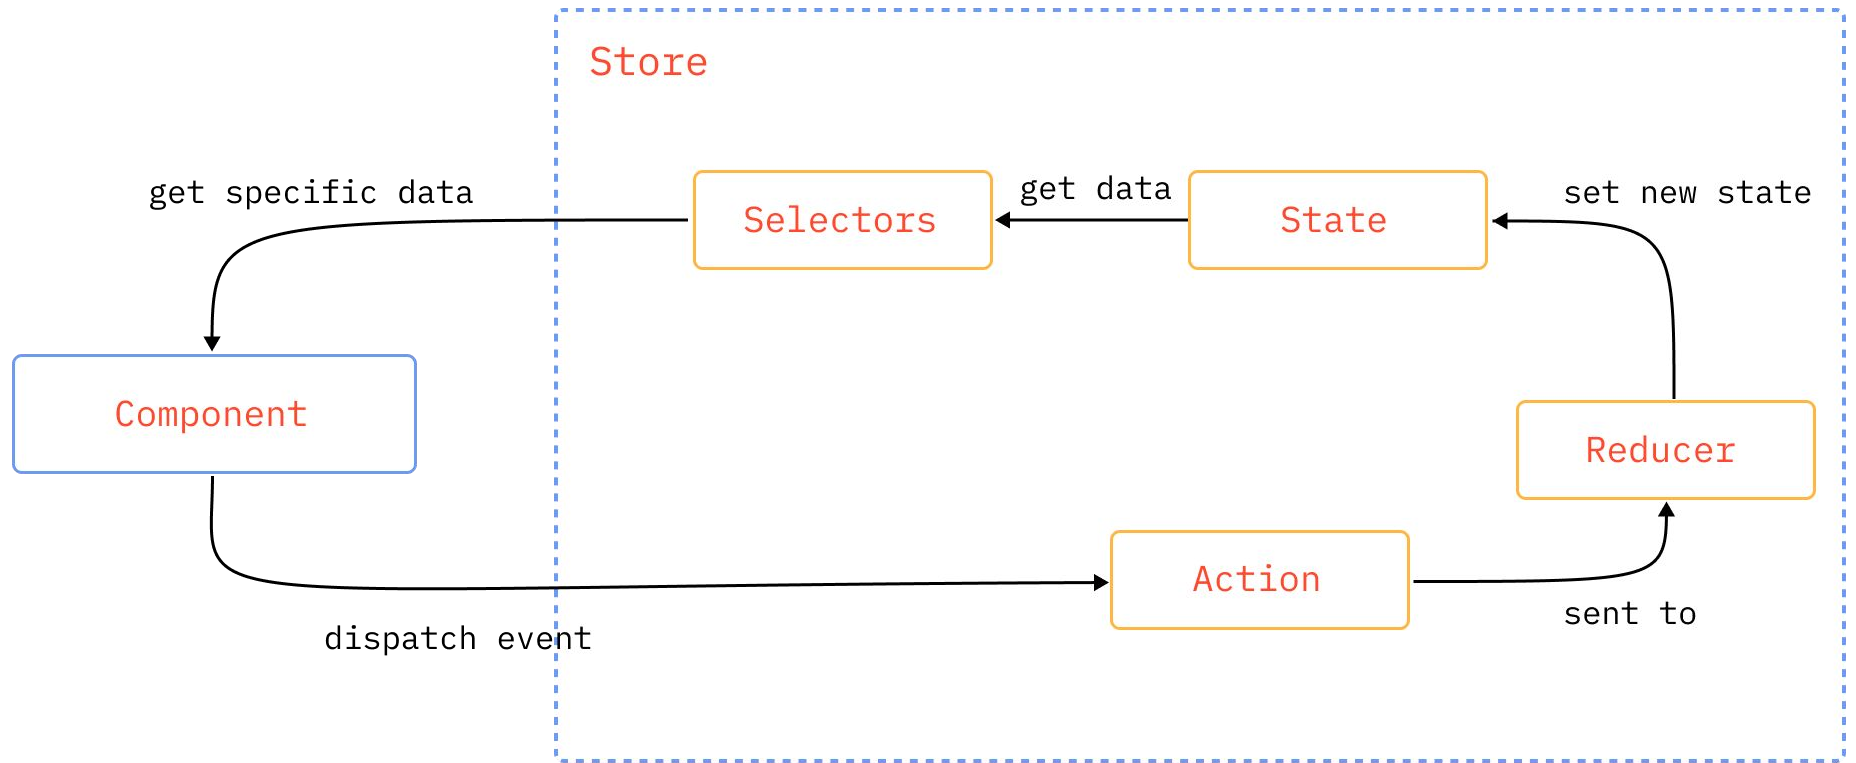 Store
get specific data
Selectors
get data
State
set new state
Component
Reducer
Action
sent to
dispatch event